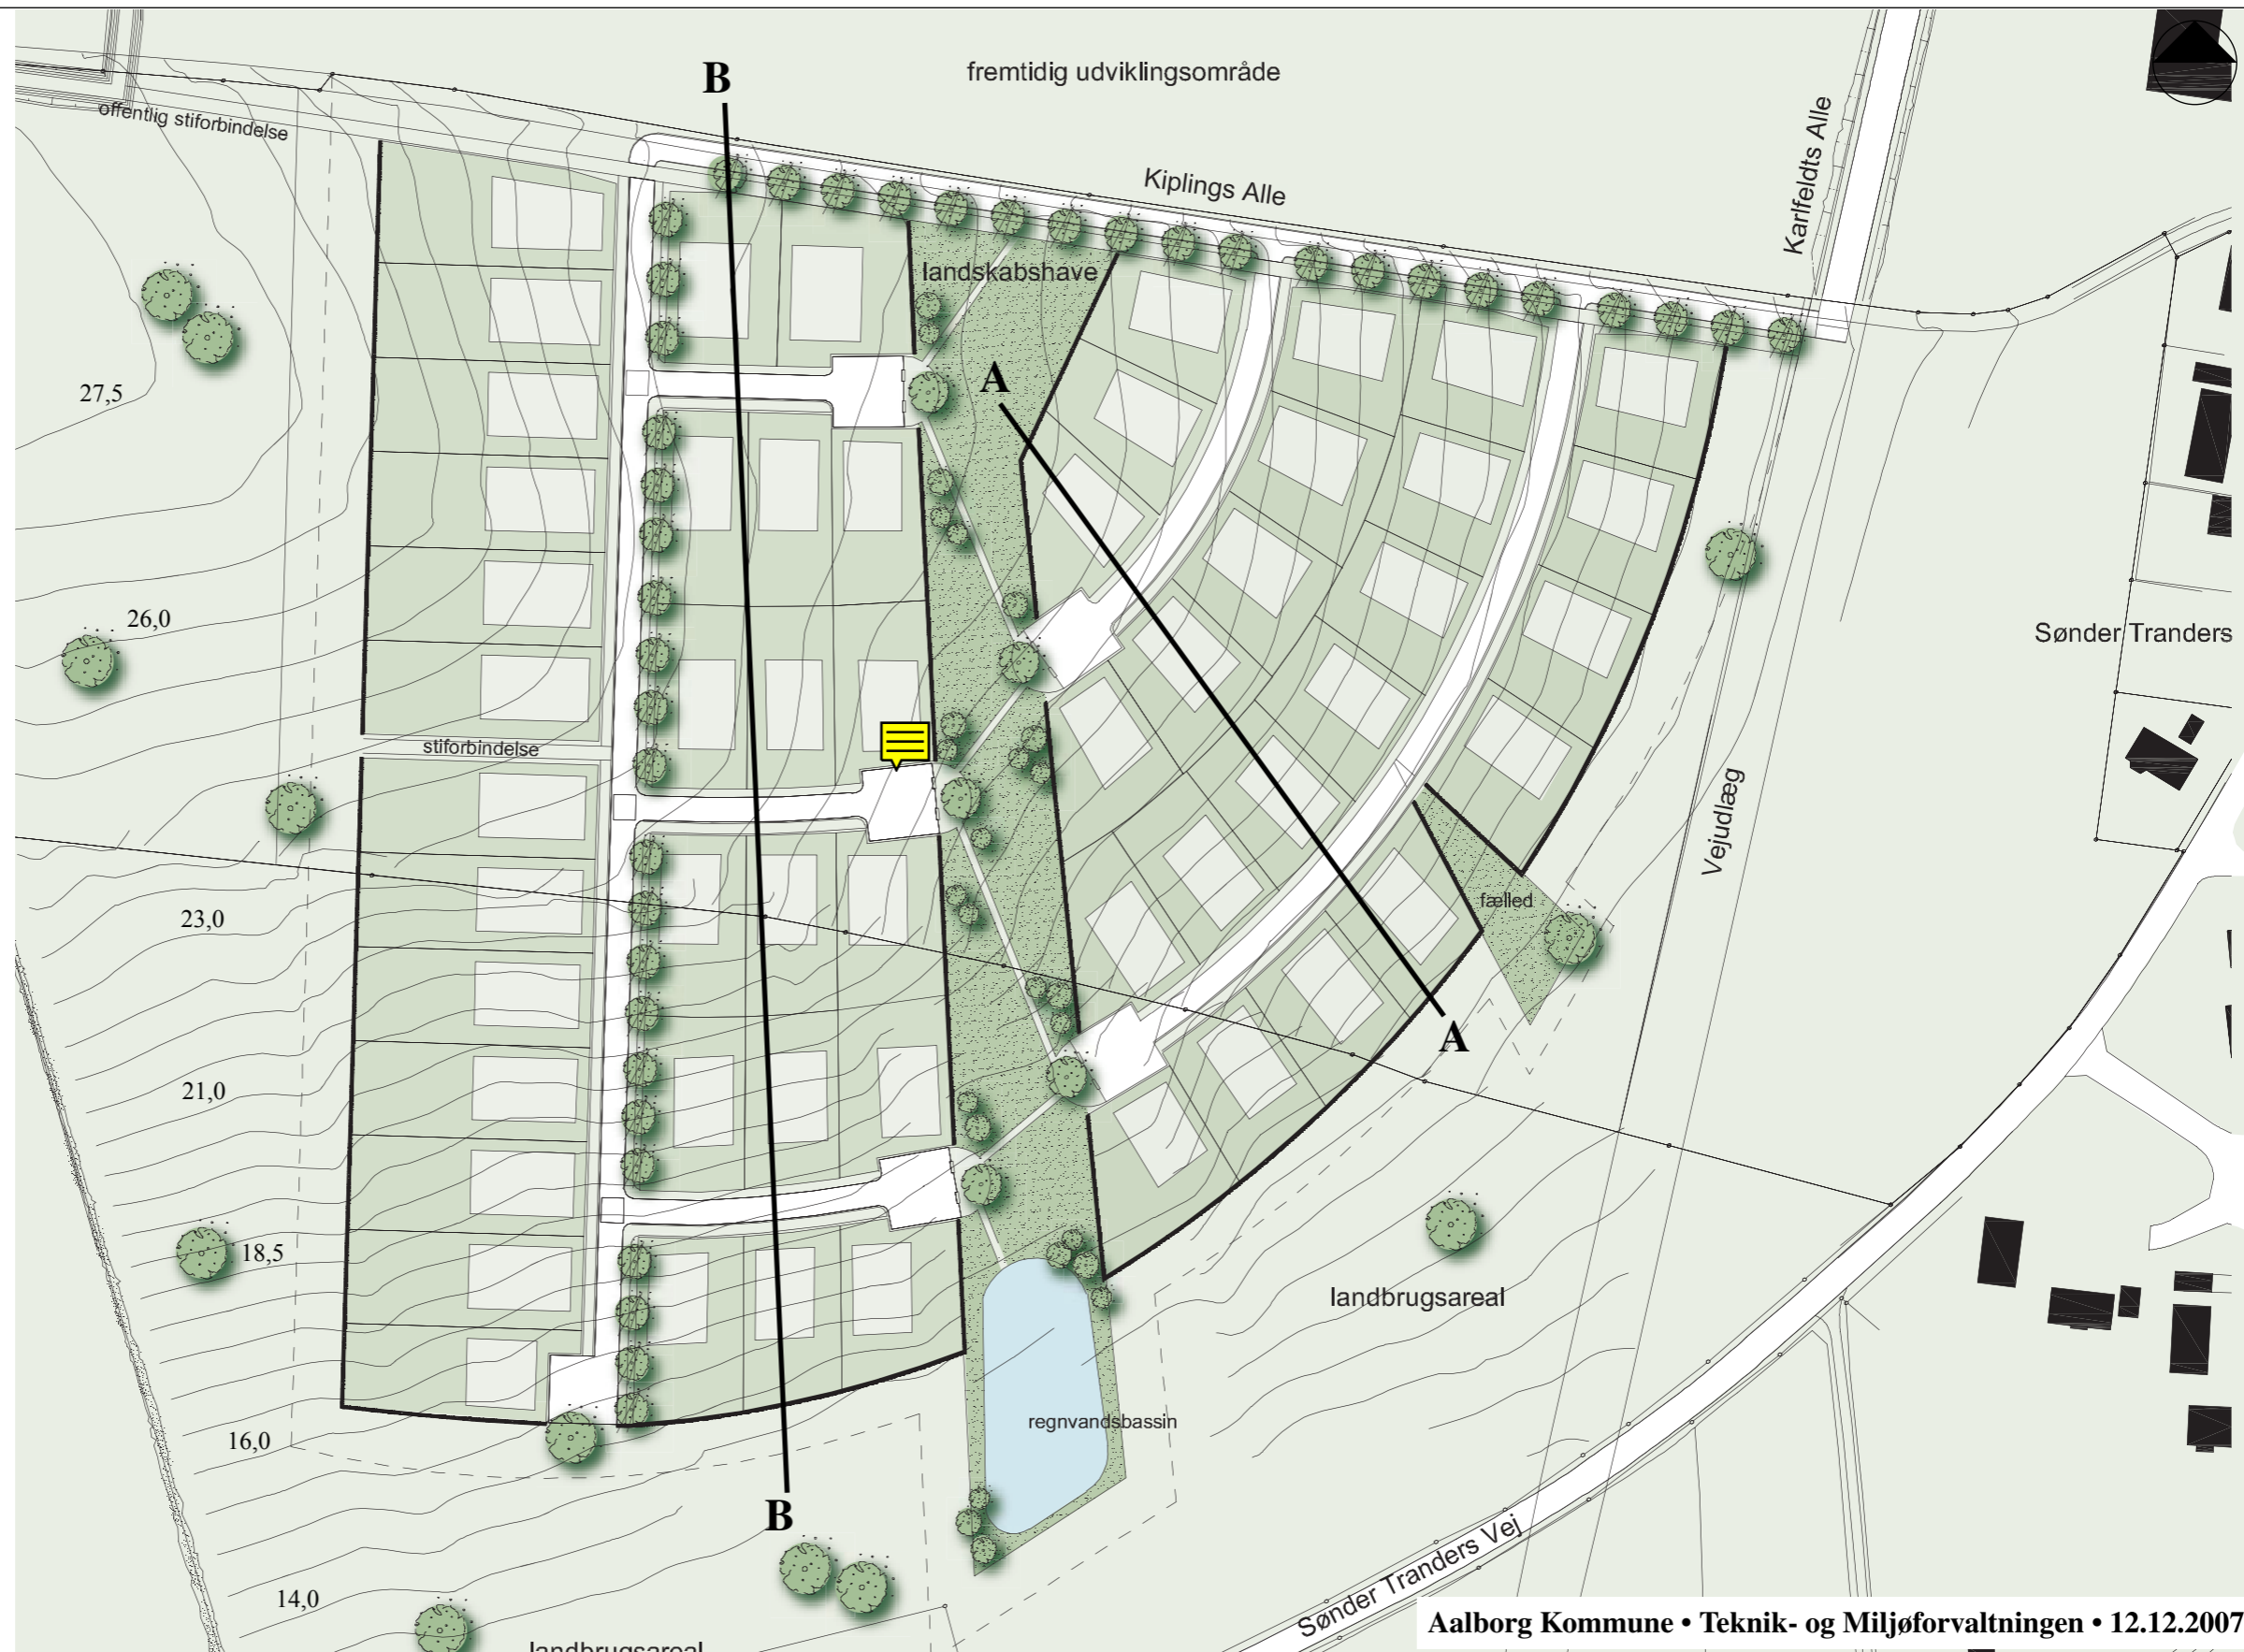 B
fremtidig udviklingsområde
offentlig stiforbindelse
Karlfeldts Alle
Kiplings Alle
landskabshave
A
27,5
26,0
Sønder Tranders
stiforbindelse
Vejudlæg
fælled
23,0
A
21,0
18,5
landbrugsareal
regnvandsbassin
16,0
B
Sønder Tranders Vej
14,0
landbrugsareal
Aalborg Kommune • Teknik- og Miljøforvaltningen • 12.12.2007